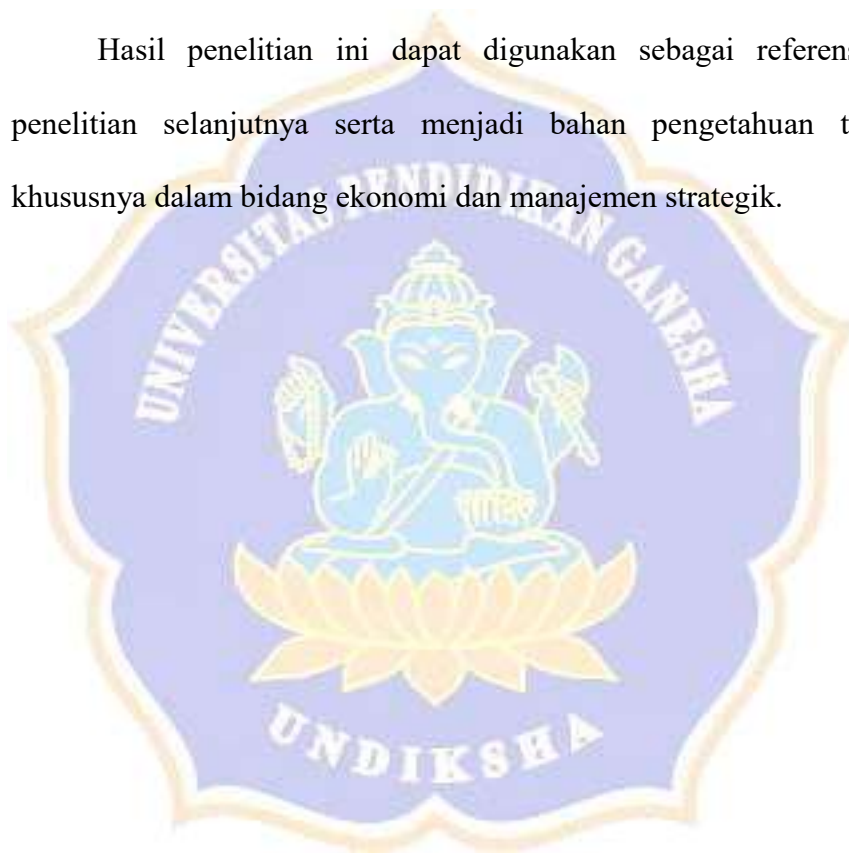 Hasil penelitian ini dapat digunakan sebagai referens
penelitian selanjutnya serta menjadi bahan pengetahuan t
khususnya dalam bidang ekonomi dan manajemen strategik.
UNIVERSITAS PENDIDIKAN GANESHA
UNDIKSHA